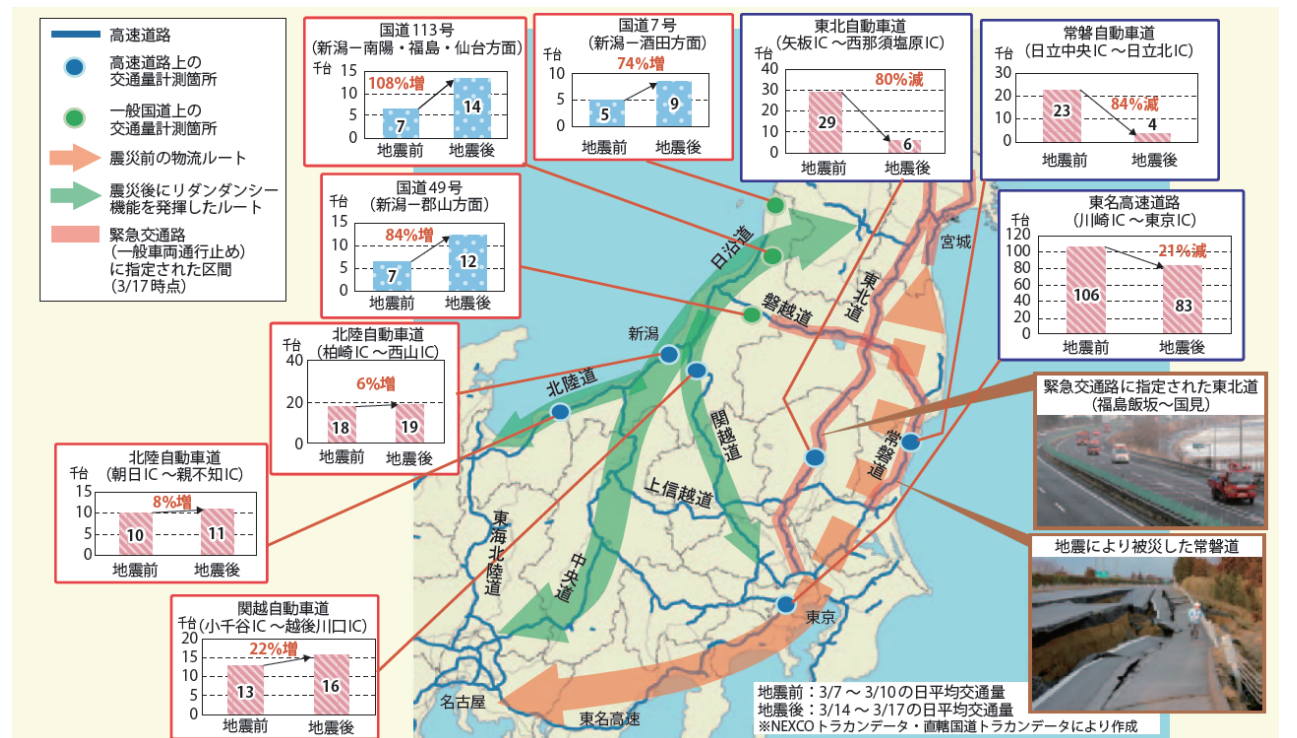 高速道路
高速道路上の
交通量計測箇所
一般国道上の
交通量計測箇所
震災前の物流ルート
震災後にリダンダンシー
機能を発揮したルート
緊急交通路
(一般車両通行止め)
に指定された区間
(3/17時点)
国道113号
(新潟ー南陽・福島・仙台方面)
千台
15
10
5
0
108%増
7
14
地震前
地震後
国道7号
(新潟ー酒田方面)
千台
10
5
0
74%増
5
9
地震前
地震後
東北自動車道
(矢板IC～西那須塩原IC)
千台
40
30
20
10
0
80%減
29
6
地震前
地震後
常磐自動車道
(日立中央IC～日立北IC)
千台
30
20
10
0
84%減
23
4
地震前
地震後
国道49号
(新潟ー郡山方面)
千台
15
10
5
0
84%増
7
12
地震前
地震後
東名高速道路
(川崎IC～東京IC)
千台
120
100
80
60
40
20
0
21%減
106
83
地震前
地震後
北陸自動車道
(柏崎IC～西山IC)
千台
40
20
0
6%増
18
19
地震前
地震後
北陸自動車道
(朝日IC～親不知IC)
千台
15
10
5
0
8%増
10
11
地震前
地震後
関越自動車道
(小千谷IC～越後川口IC)
千台
20
15
10
5
0
22%増
13
16
地震前
地震後
日沿道
宮城
東北道
磐越道
新潟
北陸道
関越道
常磐道
上信越道
東海北陸道
中央道
東京
名古屋
東名高速
緊急交通路に指定された東北道
(福島飯坂～国見)
地震により被災した常磐道
地震前：3/7～3/10の日平均交通量
地震後：3/14～3/17の日平均交通量
※NEXCOトラカンデータ・直轄国道トラカンデータにより作成